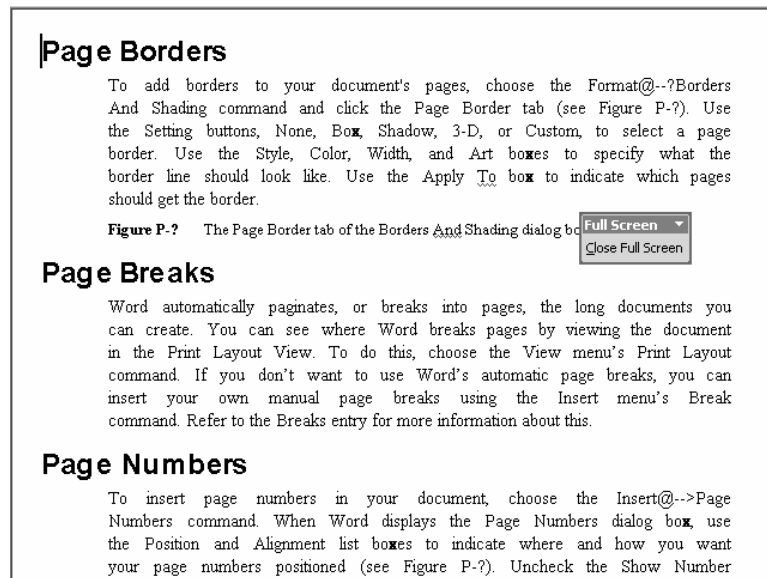 Page Borders
To add borders to your document's pages, choose the Format@--?Borders
And Shading command and click the Page Border tab (see Figure P-?). Use
the Setting buttons, None, Box, Shadow, 3-D, or Custom, to select a page
border. Use the Style, Color, Width, and Art boxes to specify what the
border line should look like. Use the Apply To box to indicate which pages
should get the border.
Figure P-? The Page Border tab of the Borders And Shading dialog bo
Full Screen
Close Full Screen
Page Breaks
Word automatically paginates, or breaks into pages, the long documents you
can create. You can see where Word breaks pages by viewing the document
in the Print Layout View. To do this, choose the View menu's Print Layout
command. If you don't want to use Word's automatic page breaks, you can
insert your own manual page breaks using the Insert menu's Break
command. Refer to the Breaks entry for more information about this.
Page Numbers
To insert page numbers in your document, choose the Insert@-->Page
Numbers command. When Word displays the Page Numbers dialog box, use
the Position and Alignment list boxes to indicate where and how you want
your page numbers positioned (see Figure P-?). Uncheck the Show Number